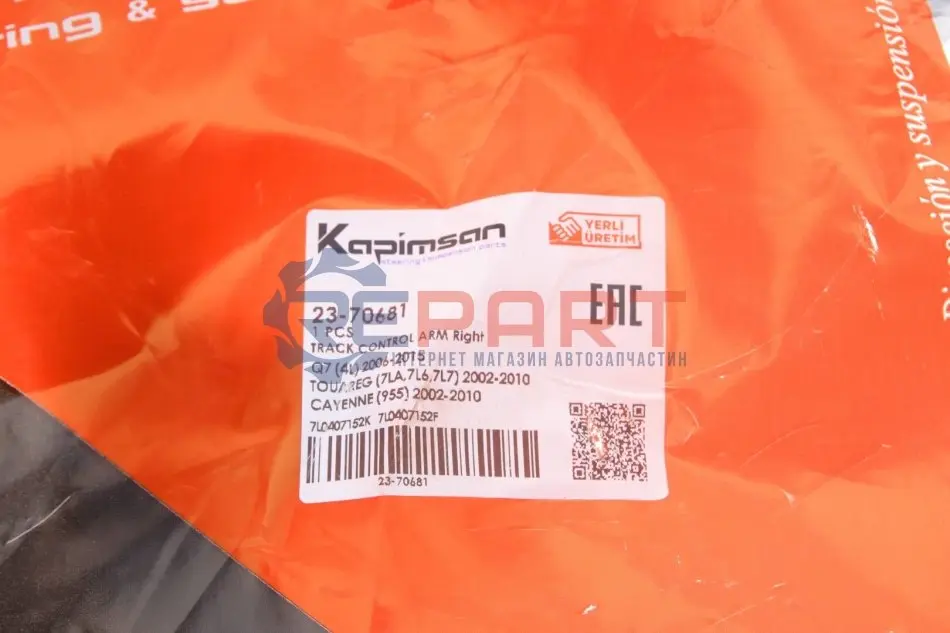 ring &
Dirección y suspensión
Kapimsan
steering & suspension parts
YERLİ
ÜRETİM
EAC
23-70681
1 PCS
TRACK CONTROL ARM Right
Q7 (4L) 2006-2015
TOUAREG (7LA,7L6,7L7) 2002-2010
CAYENNE (955) 2002-2010
7L0407152K 7L0407152F
23-70681
PART
ИНТЕРНЕТ МАГАЗИН АВТОЗАПЧАСТИН